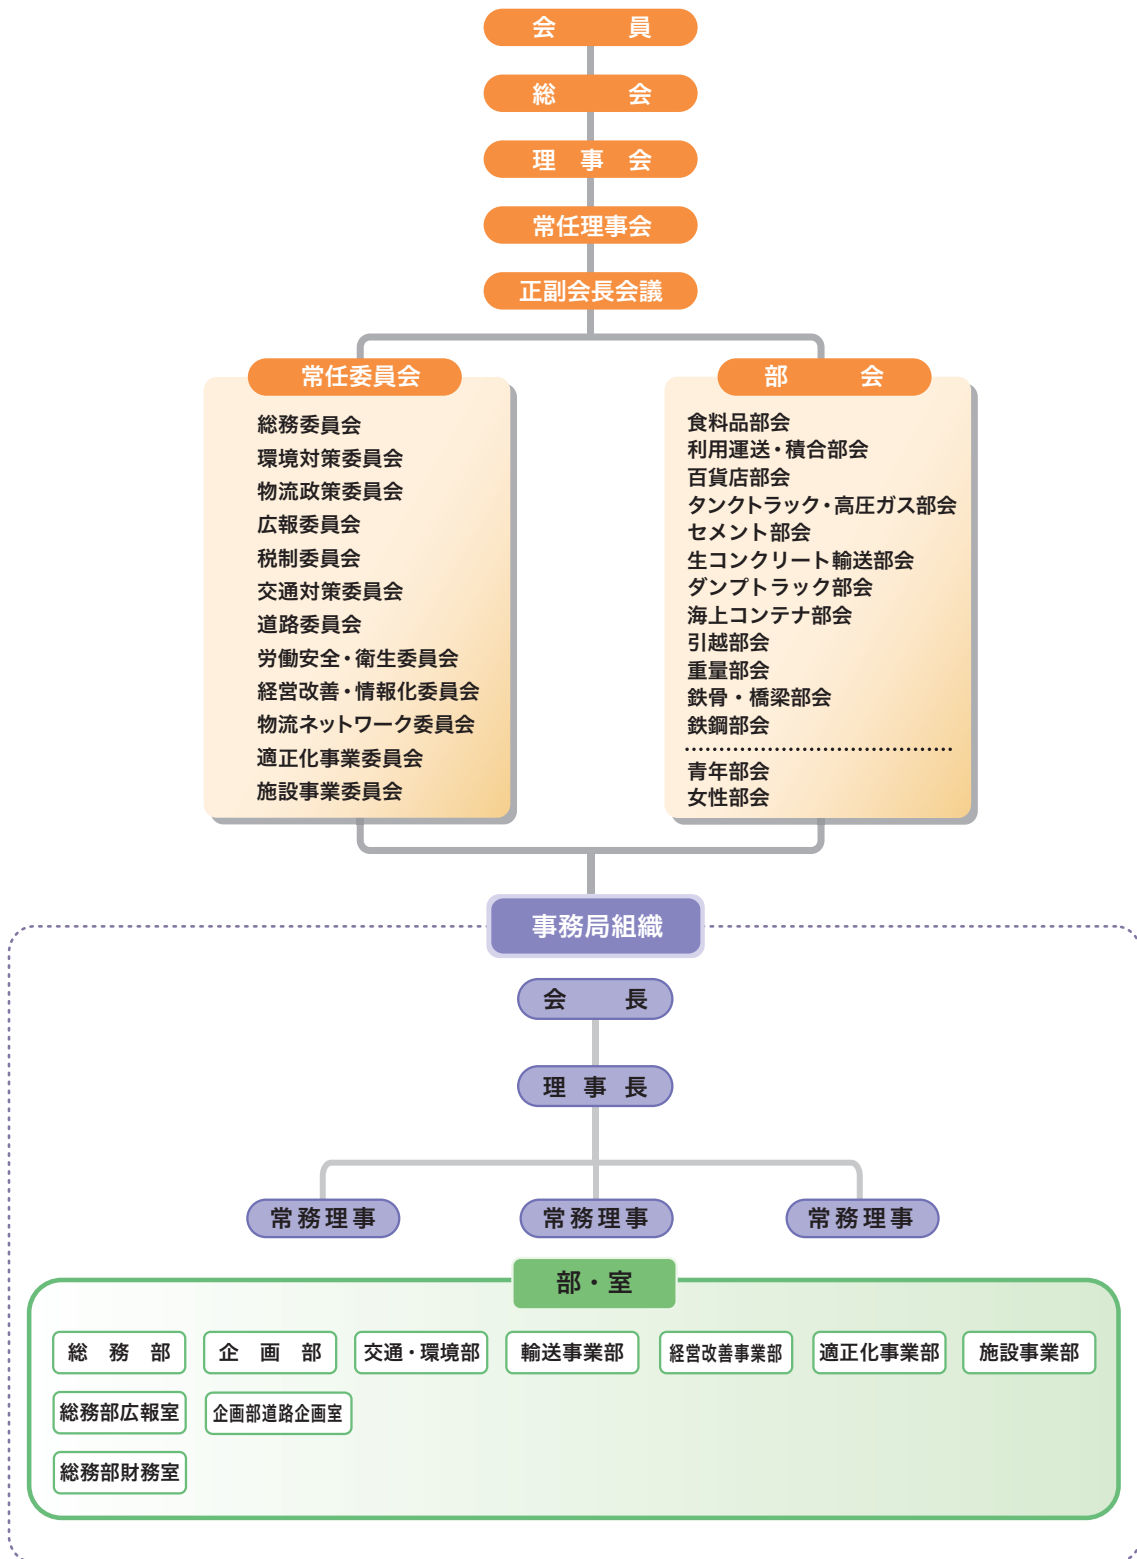 会員
総会
理事会
常任理事会
正副会長会議
常任委員会
総務委員会
環境対策委員会
物流政策委員会
広報委員会
税制委員会
交通対策委員会
道路委員会
労働安全・衛生委員会
経営改善・情報化委員会
物流ネットワーク委員会
適正化事業委員会
施設事業委員会
部会
食料品部会
利用運送・積合部会
百貨店部会
タンクトラック・高圧ガス部会
セメント部会
生コンクリート輸送部会
ダンプトラック部会
海上コンテナ部会
引越部会
重量部会
鉄骨・橋梁部会
鉄鋼部会
青年部会
女性部会
事務局組織
会長
理事長
常務理事
常務理事
常務理事
部・室
総務部
企画部
交通・環境部
輸送事業部
経営改善事業部
適正化事業部
施設事業部
総務部広報室
企画部道路企画室
総務部財務室